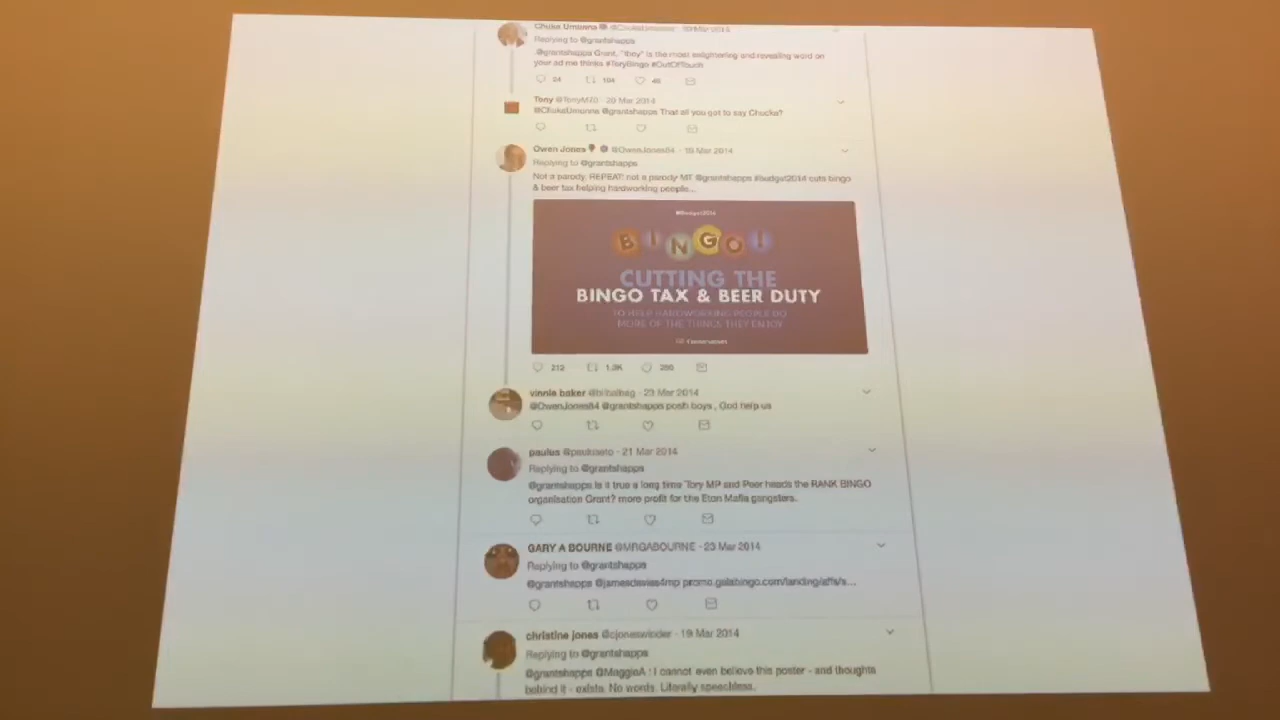 Chuka Umunna @ChukaUmunna · 20 Mar 2014
Replying to @grantshapps
.@grantshapps Grant, "they" is the most enlightening and revealing word on
your ad me thinks #ToryBingo #OutOfTouch
24 104 46
Tony @TonyMJ0 · 20 Mar 2014
@ChukaUmunna @grantshapps That all you got to say Chucka?
Owen Jones @OwenJones84 · 19 Mar 2014
Replying to @grantshapps
Not a parody. REPEAT: not a parody MT @grantshapps #budget2014 cuts bingo
& beer tax helping hardworking people...
#Budget2014
BINGO!
CUTTING THE
BINGO TAX & BEER DUTY
TO HELP HARDWORKING PEOPLE DO
MORE OF THE THINGS THEY ENJOY
Conservatives
212 1.3K 260
vinnie baker · 23 Mar 2014
@OwenJones84 @grantshapps posh boys , God help us
paulus · 21 Mar 2014
Replying to @grantshapps
@grantshapps Is it true a long time Tory MP and Peer heads the RANK BINGO
organisation Grant? more profit for the Eton Mafia gangsters.
GARY A BOURNE @MRGABOURNE · 23 Mar 2014
Replying to @grantshapps
@grantshapps @jamesdavies4mp promo.galabingo.com/landing/affs/s...
christine jones @cjoneswinder · 19 Mar 2014
Replying to @grantshapps
@grantshapps @MaggioA : I cannot even believe this poster - and thoughts
behind it - exists. No words. Literally speechless.